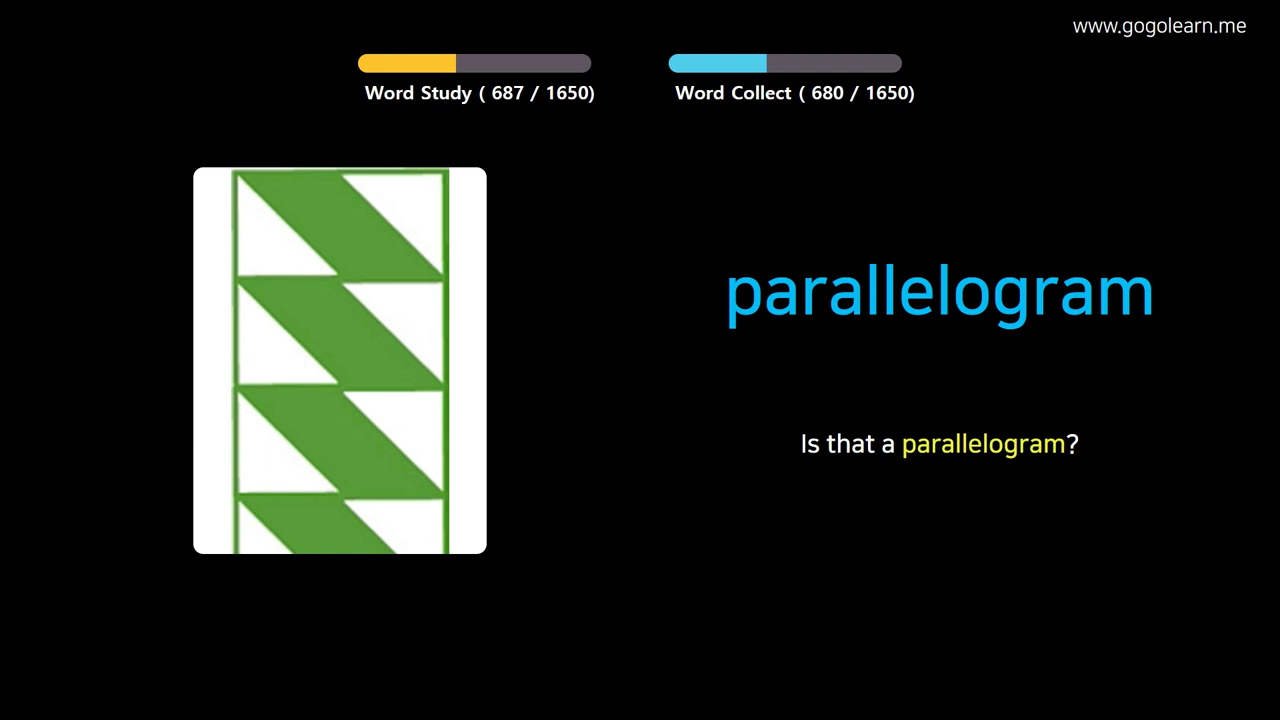 www.gogolearn.me
Word Study ( 687 / 1650)
Word Collect ( 680 / 1650)
parallelogram
Is that a parallelogram?